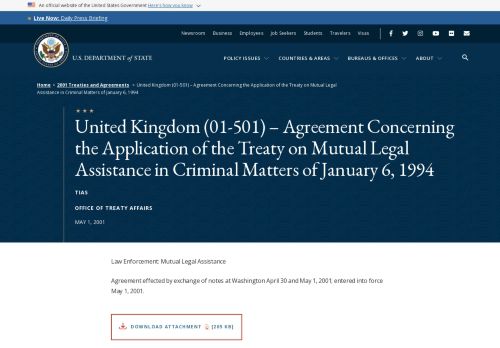 An official website of the United States Government Here's how you know
Live Now: Daily Press Briefing
Newsroom Business Employees Job Seekers Students Travelers Visas
U.S. DEPARTMENT of STATE
POLICY ISSUES COUNTRIES & AREAS BUREAUS & OFFICES ABOUT
Home > 2001 Treaties and Agreements > United Kingdom (01-501) – Agreement Concerning the Application of the Treaty on Mutual Legal
Assistance in Criminal Matters of January 6, 1994
United Kingdom (01-501) – Agreement Concerning
the Application of the Treaty on Mutual Legal
Assistance in Criminal Matters of January 6, 1994
TIAS
OFFICE OF TREATY AFFAIRS
MAY 1, 2001
Law Enforcement: Mutual Legal Assistance
Agreement effected by exchange of notes at Washington April 30 and May 1, 2001; entered into force
May 1, 2001.
DOWNLOAD ATTACHMENT [205 KB]